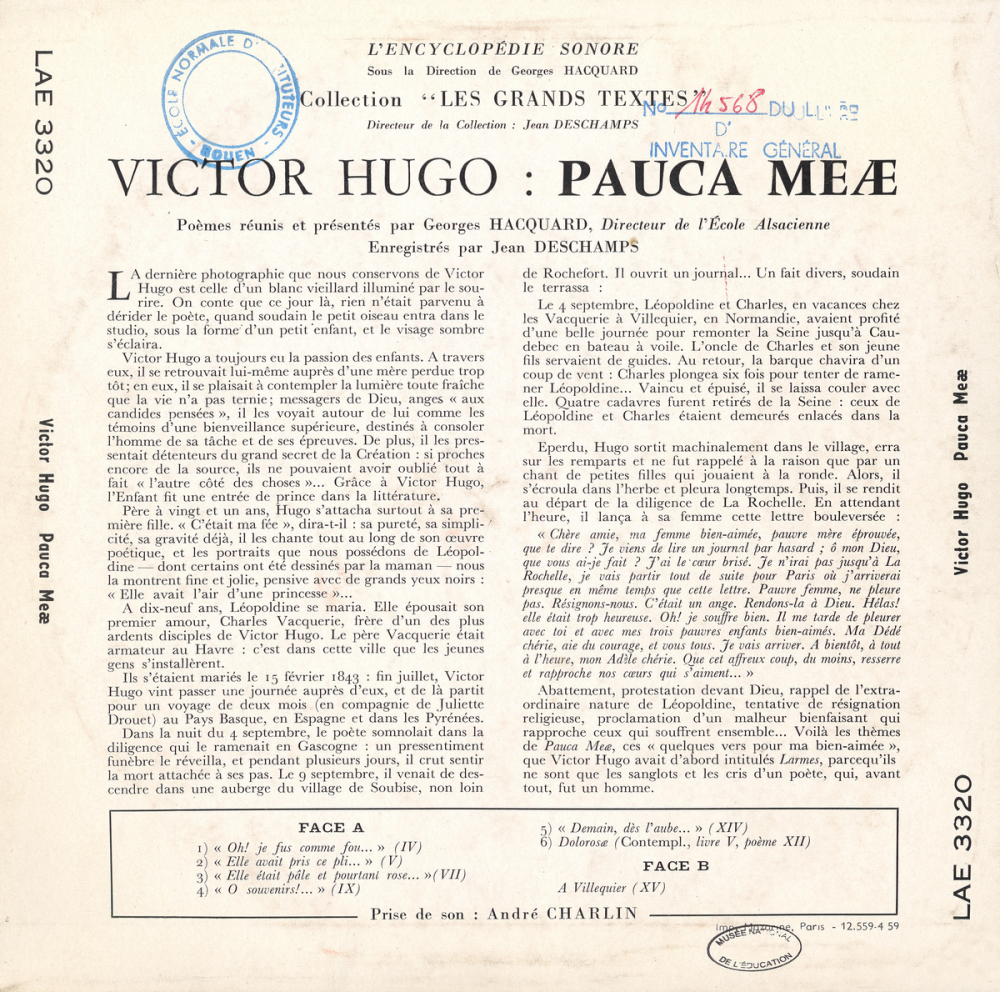 L'ENCYCLOPÉDIE SONORE
Sous la Direction de Georges HACQUARD
Collection “LES GRANDS TEXTES”
Directeur de la Collection : Jean DESCHAMPS
ÉCOLE NORMALE D' ITUTEURS - ROUEN -
No 14568 DU
D'
INVENTAIRE GÉNÉRAL
VICTOR HUGO : PAUCA MEÆ
Poèmes réunis et présentés par Georges HACQUARD, Directeur de l'École Alsacienne
Enregistrés par Jean DESCHAMPS
LA dernière photographie que nous conservons de Victor
Hugo est celle d'un blanc vieillard illuminé par le sou-
rire. On conte que ce jour là, rien n'était parvenu à
dérider le poète, quand soudain le petit oiseau entra dans le
studio, sous la forme d'un petit enfant, et le visage sombre
s'éclaira.
Victor Hugo a toujours eu la passion des enfants. A travers
eux, il se retrouvait lui-même auprès d'une mère perdue trop
tôt; en eux, il se plaisait à contempler la lumière toute fraîche
que la vie n'a pas ternie; messagers de Dieu, anges « aux
candides pensées », il les voyait autour de lui comme les
témoins d'une bienveillance supérieure, destinés à consoler
l'homme de sa tâche et de ses épreuves. De plus, il les pres-
sentait détenteurs du grand secret de la Création : si proches
encore de la source, ils ne pouvaient avoir oublié tout à
fait « l'autre côté des choses »... Grâce à Victor Hugo,
l'Enfant fit une entrée de prince dans la littérature.
Père à vingt et un ans, Hugo s'attacha surtout à sa pre-
mière fille. « C'était ma fée », dira-t-il : sa pureté, sa simpli-
cité, sa gravité déjà, il les chante tout au long de son œuvre
poétique, et les portraits que nous possédons de Léopol-
dine — dont certains ont été dessinés par la maman — nous
la montrent fine et jolie, pensive avec de grands yeux noirs :
« Elle avait l'air d'une princesse »...
A dix-neuf ans, Léopoldine se maria. Elle épousait son
premier amour, Charles Vacquerie, frère d'un des plus
ardents disciples de Victor Hugo. Le père Vacquerie était
armateur au Havre : c'est dans cette ville que les jeunes
gens s'installèrent.
Ils s'étaient mariés le 15 février 1843 : fin juillet, Victor
Hugo vint passer une journée auprès d'eux, et de là partit
pour un voyage de deux mois (en compagnie de Juliette
Drouet) au Pays Basque, en Espagne et dans les Pyrénées.
Dans la nuit du 4 septembre, le poète somnolait dans la
diligence qui le ramenait en Gascogne : un pressentiment
funèbre le réveilla, et pendant plusieurs jours, il crut sentir
la mort attachée à ses pas. Le 9 septembre, il venait de des-
cendre dans une auberge du village de Soubise, non loin
de Rochefort. Il ouvrit un journal... Un fait divers, soudain
le terrassa :
Le 4 septembre, Léopoldine et Charles, en vacances chez
les Vacquerie à Villequier, en Normandie, avaient profité
d'une belle journée pour remonter la Seine jusqu'à Cau-
debec en bateau à voile. L'oncle de Charles et son jeune
fils servaient de guides. Au retour, la barque chavira d'un
coup de vent : Charles plongea six fois pour tenter de rame-
ner Léopoldine... Vaincu et épuisé, il se laissa couler avec
elle. Quatre cadavres furent retirés de la Seine : ceux de
Léopoldine et Charles étaient demeurés enlacés dans la
mort.
Eperdu, Hugo sortit machinalement dans le village, erra
sur les remparts et ne fut rappelé à la raison que par un
chant de petites filles qui jouaient à la ronde. Alors, il
s'écroula dans l'herbe et pleura longtemps. Puis, il se rendit
au départ de la diligence de La Rochelle. En attendant
l'heure, il lança à sa femme cette lettre bouleversée :
« Chère amie, ma femme bien-aimée, pauvre mère éprouvée,
que te dire ? Je viens de lire un journal par hasard ; ô mon Dieu,
que vous ai-je fait ? J'ai le cœur brisé. Je n'irai pas jusqu'à La
Rochelle, je vais partir tout de suite pour Paris où j'arriverai
presque en même temps que cette lettre. Pauvre femme, ne pleure
pas. Résignons-nous. C'était un ange. Rendons-la à Dieu. Hélas!
elle était trop heureuse. Oh! je souffre bien. Il me tarde de pleurer
avec toi et avec mes trois pauvres enfants bien-aimés. Ma Dédé
chérie, aie du courage, et vous tous. Je vais arriver. A bientôt, à tout
à l'heure, mon Adèle chérie. Que cet affreux coup, du moins, resserre
et rapproche nos cœurs qui s'aiment... »
Abattement, protestation devant Dieu, rappel de l'extra-
ordinaire nature de Léopoldine, tentative de résignation
religieuse, proclamation d'un malheur bienfaisant qui
rapproche ceux qui souffrent ensemble... Voilà les thèmes
de Pauca Meæ, ces « quelques vers pour ma bien-aimée »,
que Victor Hugo avait d'abord intitulés Larmes, parcequ'ils
ne sont que les sanglots et les cris d'un poète, qui, avant
tout, fut un homme.
FACE A
1) « Oh! je fus comme fou... » (IV)
2) « Elle avait pris ce pli... » (V)
3) « Elle était pâle et pourtant rose... »(VII)
4) « O souvenirs!... » (IX)
5) « Demain, dès l'aube... » (XIV)
6) Dolorosæ (Contempl., livre V, poème XII)
FACE B
A Villequier (XV)
Prise de son : André CHARLIN
Paris - 12.559-4 59
MUSÉE NATIONAL
DE L'ÉDUCATION
LAE 3320
Victor Hugo Pauca Meæ
Victor Hugo Pauca Meæ
LAE 3320